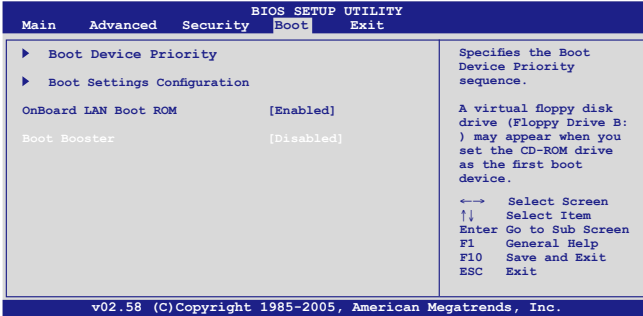 BIOS SETUP UTILITY
Main Advanced Security Boot Exit
Boot Device Priority
Boot Settings Configuration
OnBoard LAN Boot ROM [Enabled]
Boot Booster [Disabled]
Specifies the Boot
Device Priority
sequence.
A virtual floppy disk
drive (Floppy Drive B:
) may appear when you
set the CD-ROM drive
as the first boot
device.
←→ Select Screen
↑↓ Select Item
Enter Go to Sub Screen
F1 General Help
F10 Save and Exit
ESC Exit
v02.58 (C)Copyright 1985-2005, American Megatrends, Inc.